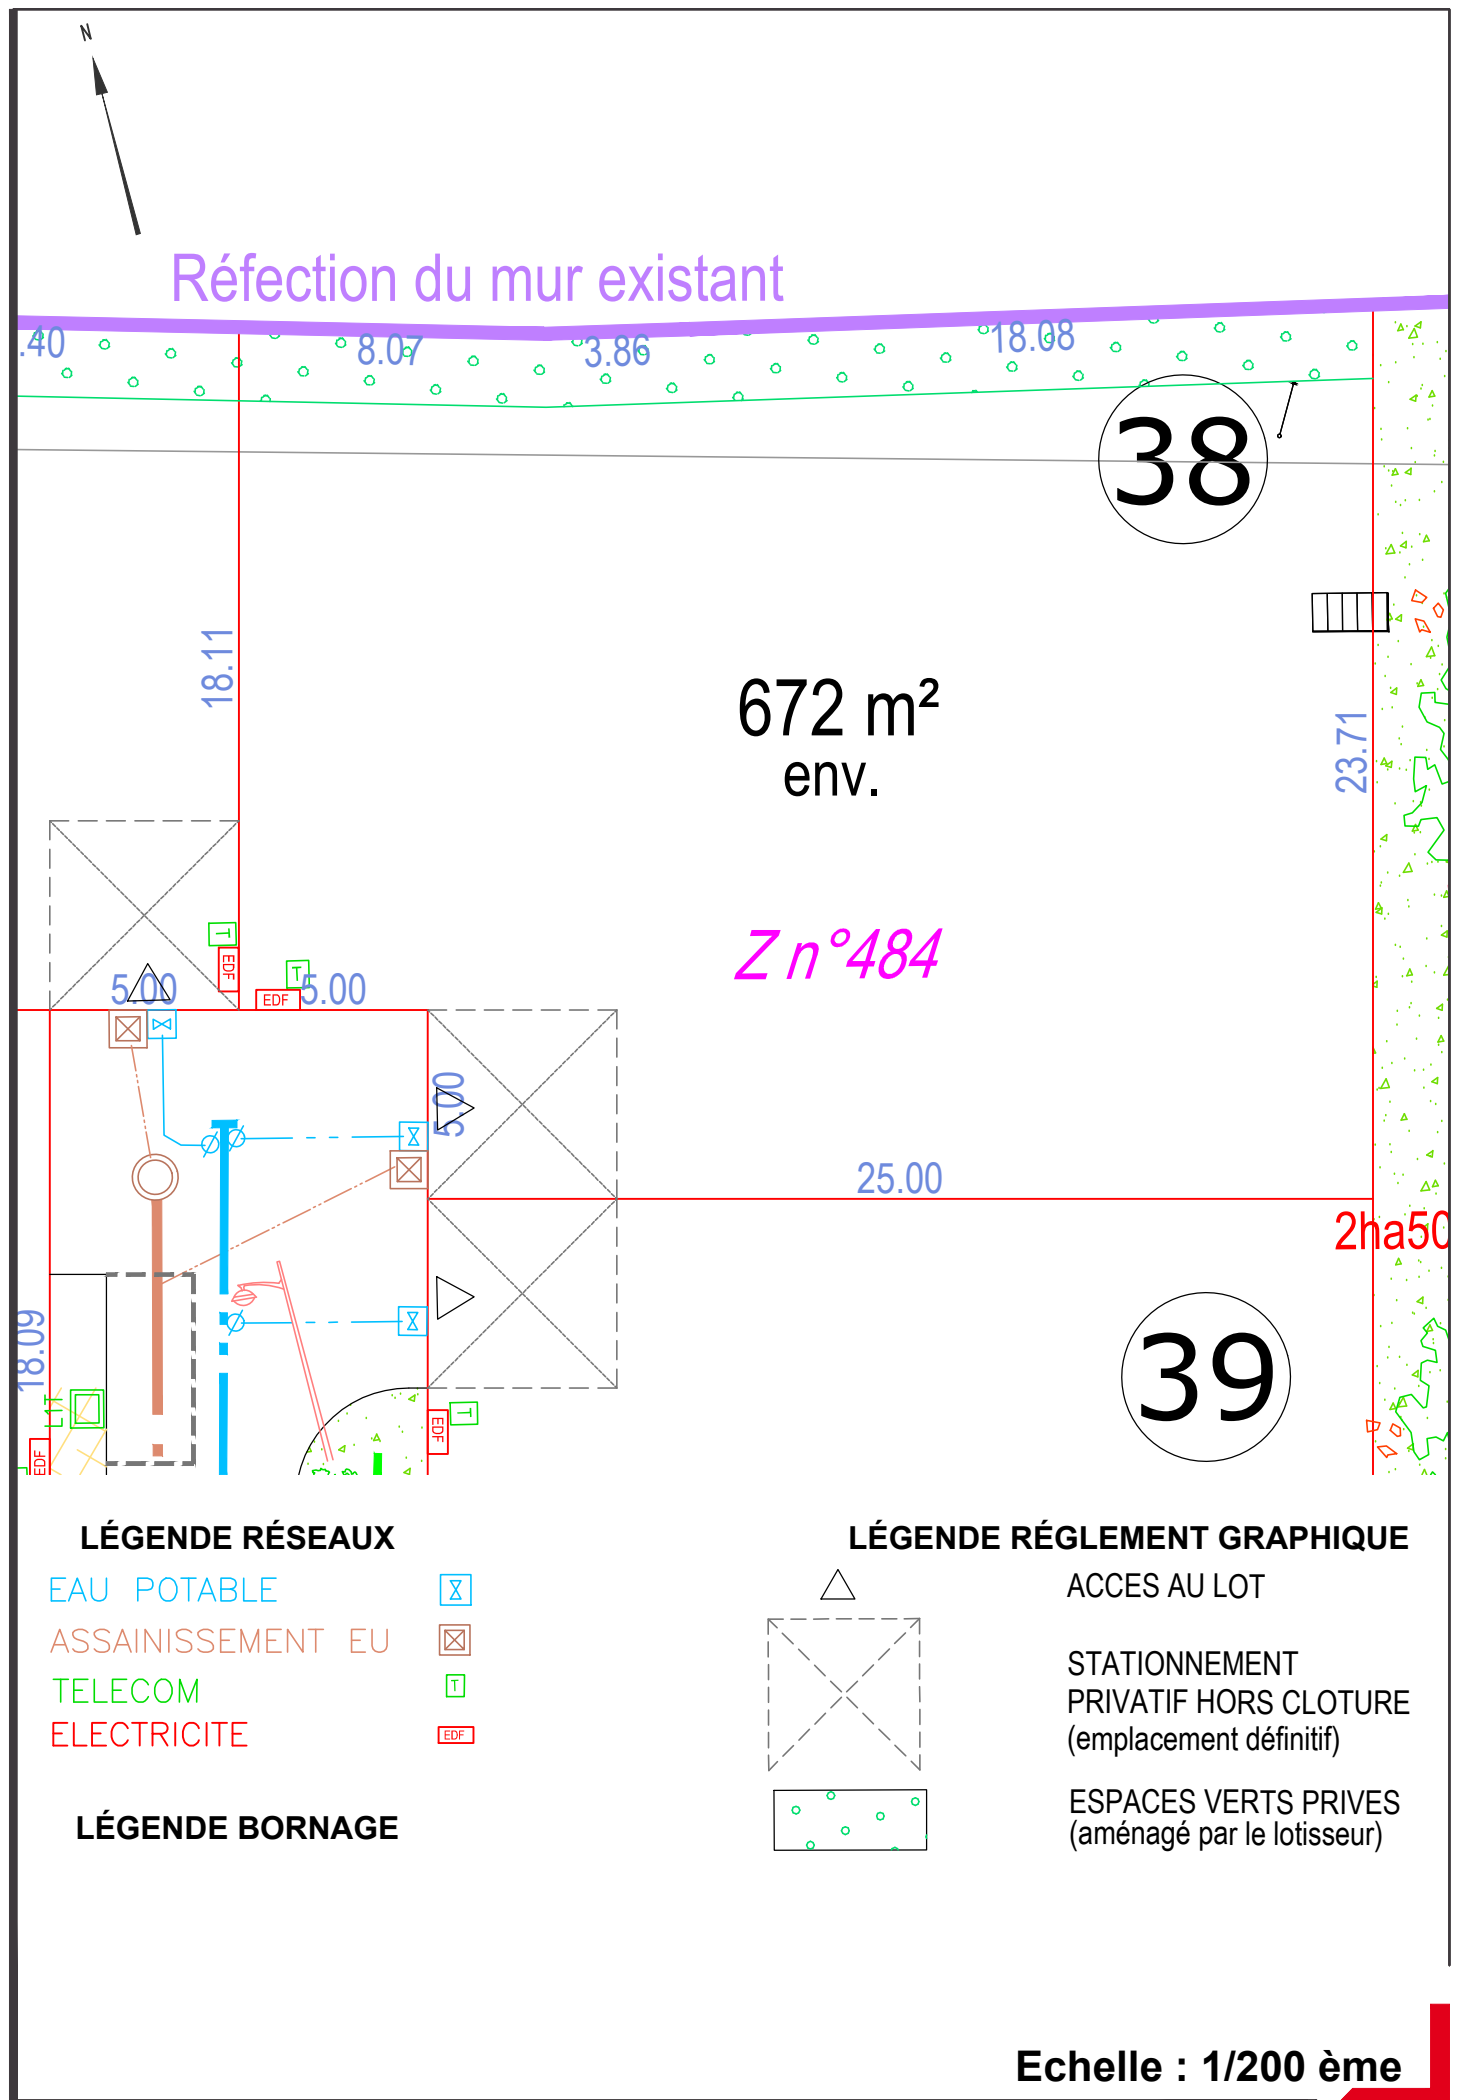 N
Réfection du mur existant
.40
8.07
3.86
18.08
38
18.11
672 m²
env.
23.71
Z n°484
T
EDF
T
5.00
EDF
5.00
5.00
25.00
2ha50
39
18.09
L1T
EDF
EDF
T
LÉGENDE RÉSEAUX
EAU POTABLE
ASSAINISSEMENT EU
TELECOM
T
ELECTRICITE
EDF
LÉGENDE BORNAGE
LÉGENDE RÉGLEMENT GRAPHIQUE
ACCES AU LOT
STATIONNEMENT
PRIVATIF HORS CLOTURE
(emplacement définitif)
ESPACES VERTS PRIVES
(aménagé par le lotisseur)
Echelle : 1/200 ème